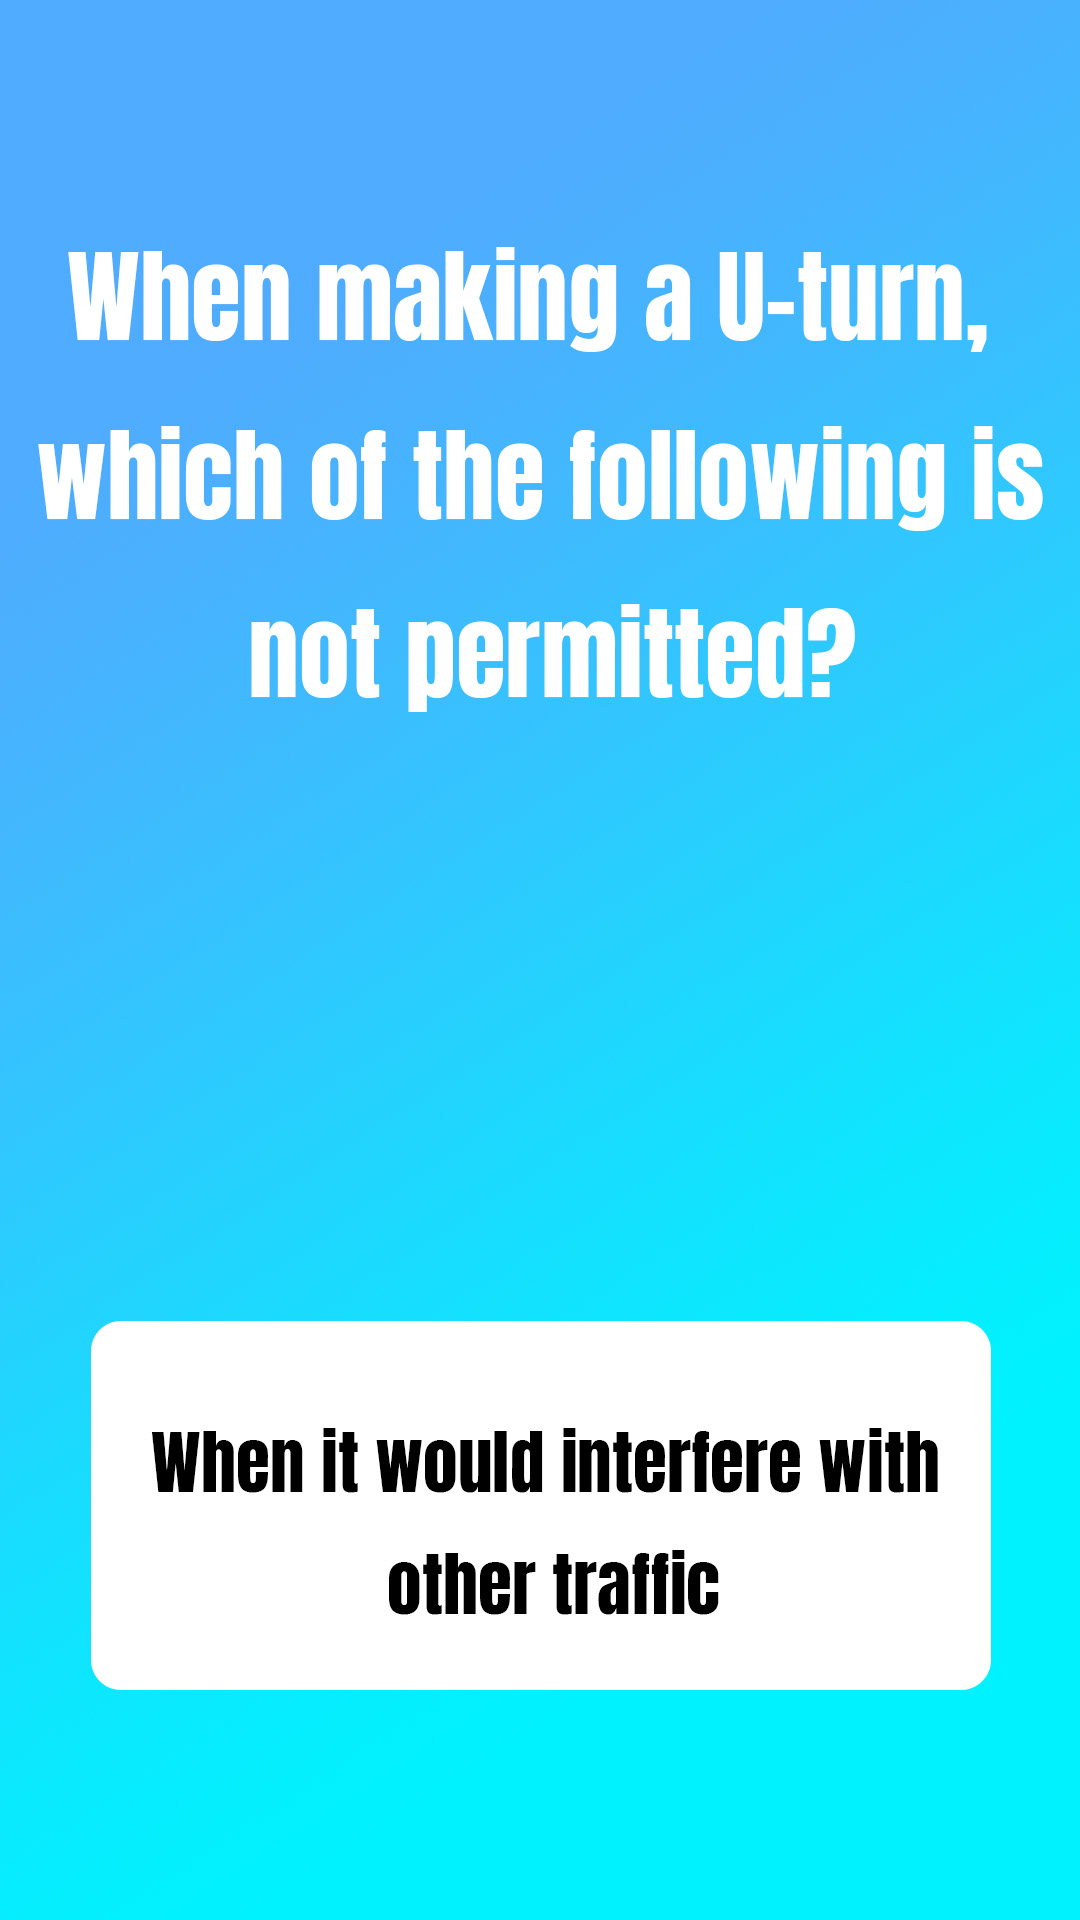 When making a U-turn,
which of the following is
not permitted?
When it would interfere with
other traffic